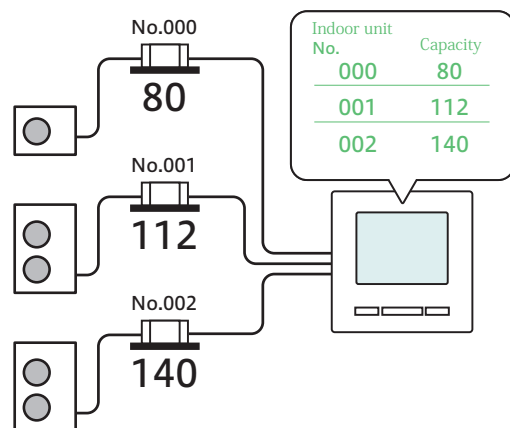 No.000
80
No.001
112
No.002
140
Indoor unit
No. Capacity
000 80
001 112
002 140